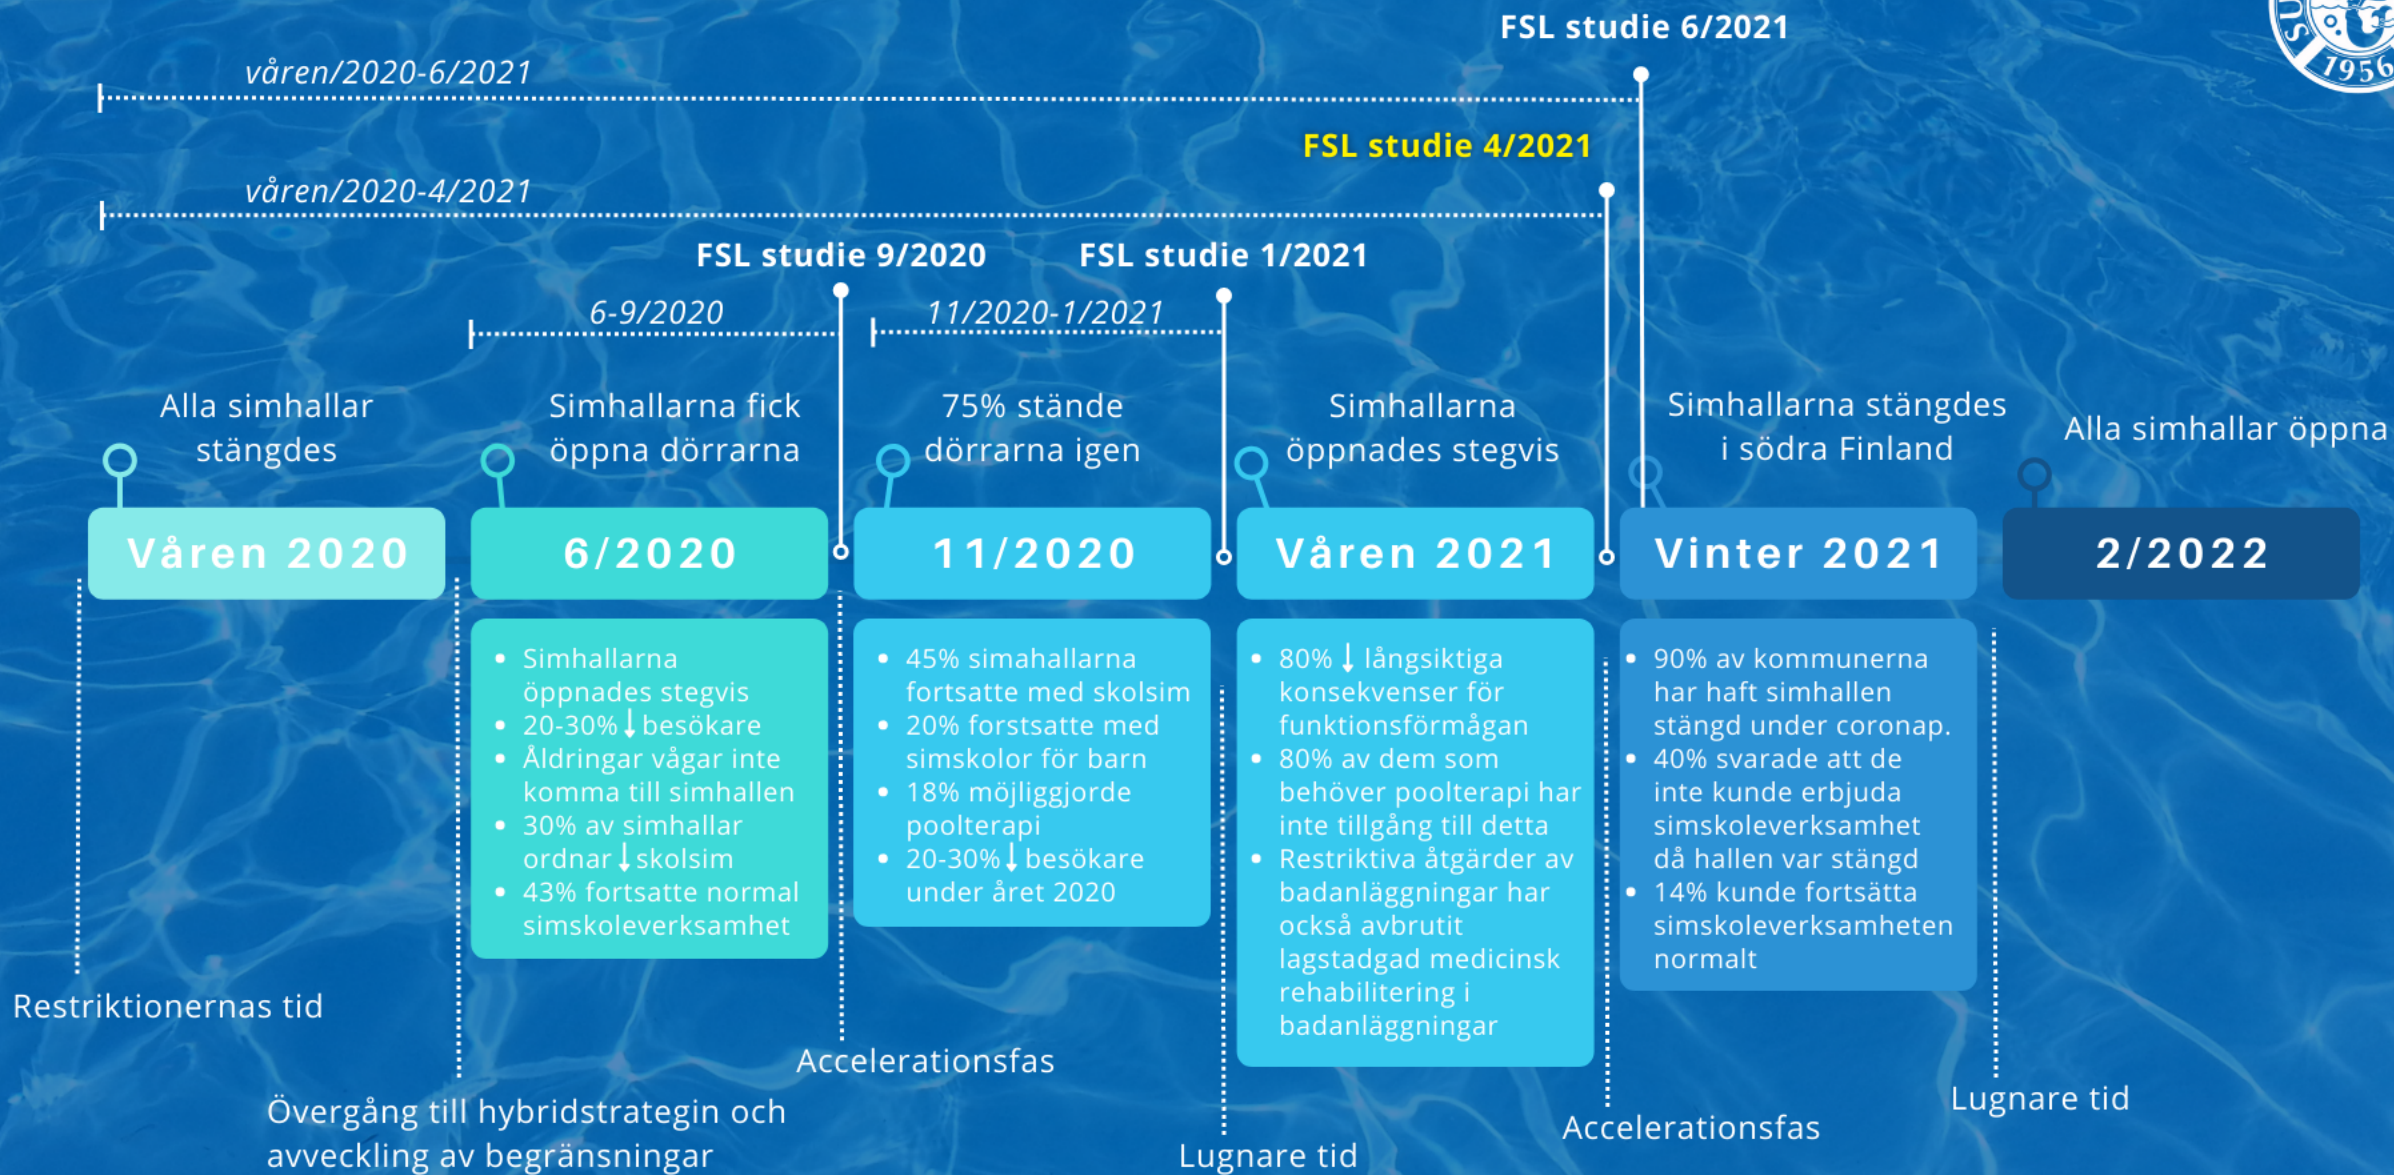 FSL studie 6/2021
1956
våren/2020-6/2021
FSL studie 4/2021
våren/2020-4/2021
FSL studie 9/2020
FSL studie 1/2021
6-9/2020
11/2020-1/2021
Alla simhallar
stängdes
Simhallarna fick
öppna dörrarna
75% stände
dörrarna igen
Simhallarna
öppnades stegvis
Simhallarna stängdes
i södra Finland
Alla simhallar öppna
Våren 2020
6/2020
11/2020
Våren 2021
Vinter 2021
2/2022
• Simhallarna
öppnades stegvis
• 20-30%↓besökare
• Åldringar vågar inte
komma till simhallen
• 30% av simhallar
ordnar↓skolsim
• 43% fortsatte normal
simskoleverksamhet
• 45% simahallarna
fortsatte med skolsim
• 20% forstsatte med
simskolor för barn
• 18% möjliggjorde
poolterapi
• 20-30%↓besökare
under året 2020
• 80%↓långsiktiga
konsekvenser för
funktionsförmågan
• 80% av dem som
behöver poolterapi har
inte tillgång till detta
• Restriktiva åtgärder av
badanläggningar har
också avbrutit
lagstadgad medicinsk
rehabilitering i
badanläggningar
• 90% av kommunerna
har haft simhallen
stängd under coronap.
• 40% svarade att de
inte kunde erbjuda
simskoleverksamhet
då hallen var stängd
• 14% kunde fortsätta
simskoleverksamheten
normalt
Restriktionernas tid
Övergång till hybridstrategin och
avveckling av begränsningar
Accelerationsfas
Lugnare tid
Accelerationsfas
Lugnare tid